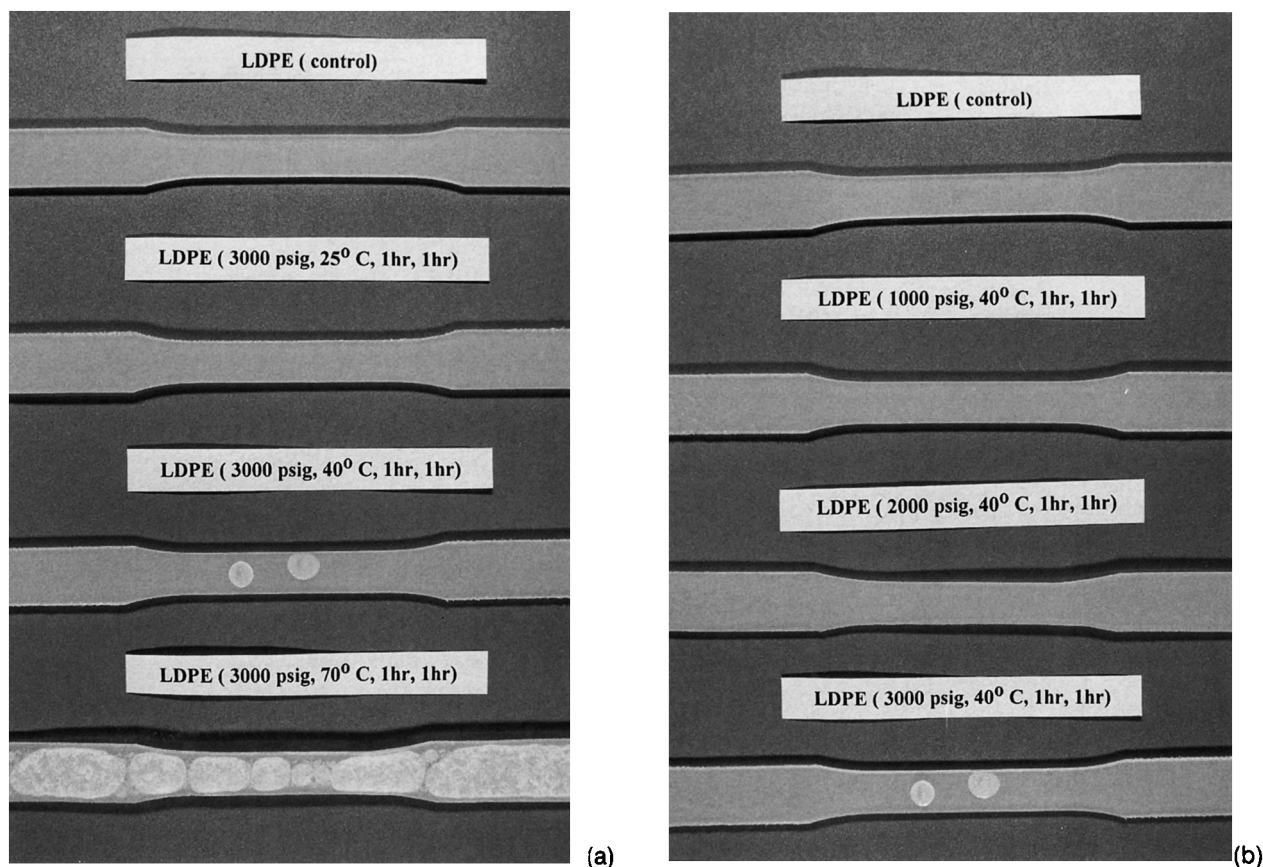 LDPE ( control)
LDPE ( 3000 psig, 25⁰ C, 1hr, 1hr)
LDPE ( 3000 psig, 40⁰ C, 1hr, 1hr)
LDPE ( 3000 psig, 70⁰ C, 1hr, 1hr)
(a)
LDPE ( control)
LDPE ( 1000 psig, 40⁰ C, 1hr, 1hr)
LDPE ( 2000 psig, 40⁰ C, 1hr, 1hr)
LDPE ( 3000 psig, 40⁰ C, 1hr, 1hr)
(b)